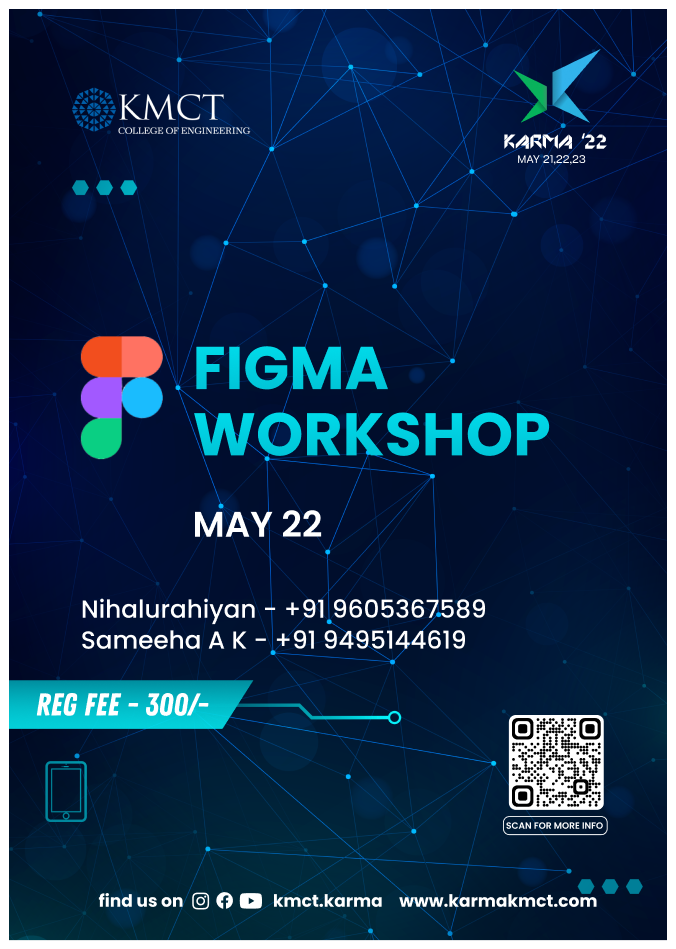 KMCT
COLLEGE OF ENGINEERING
KARMA '22
MAY 21,22,23
FIGMA
WORKSHOP
MAY 22
Nihalurahiyan - +91 9605367589
Sameeha A K - +91 9495144619
REG FEE - 300/-
SCAN FOR MORE INFO
find us on kmct.karma www.karmakmct.com